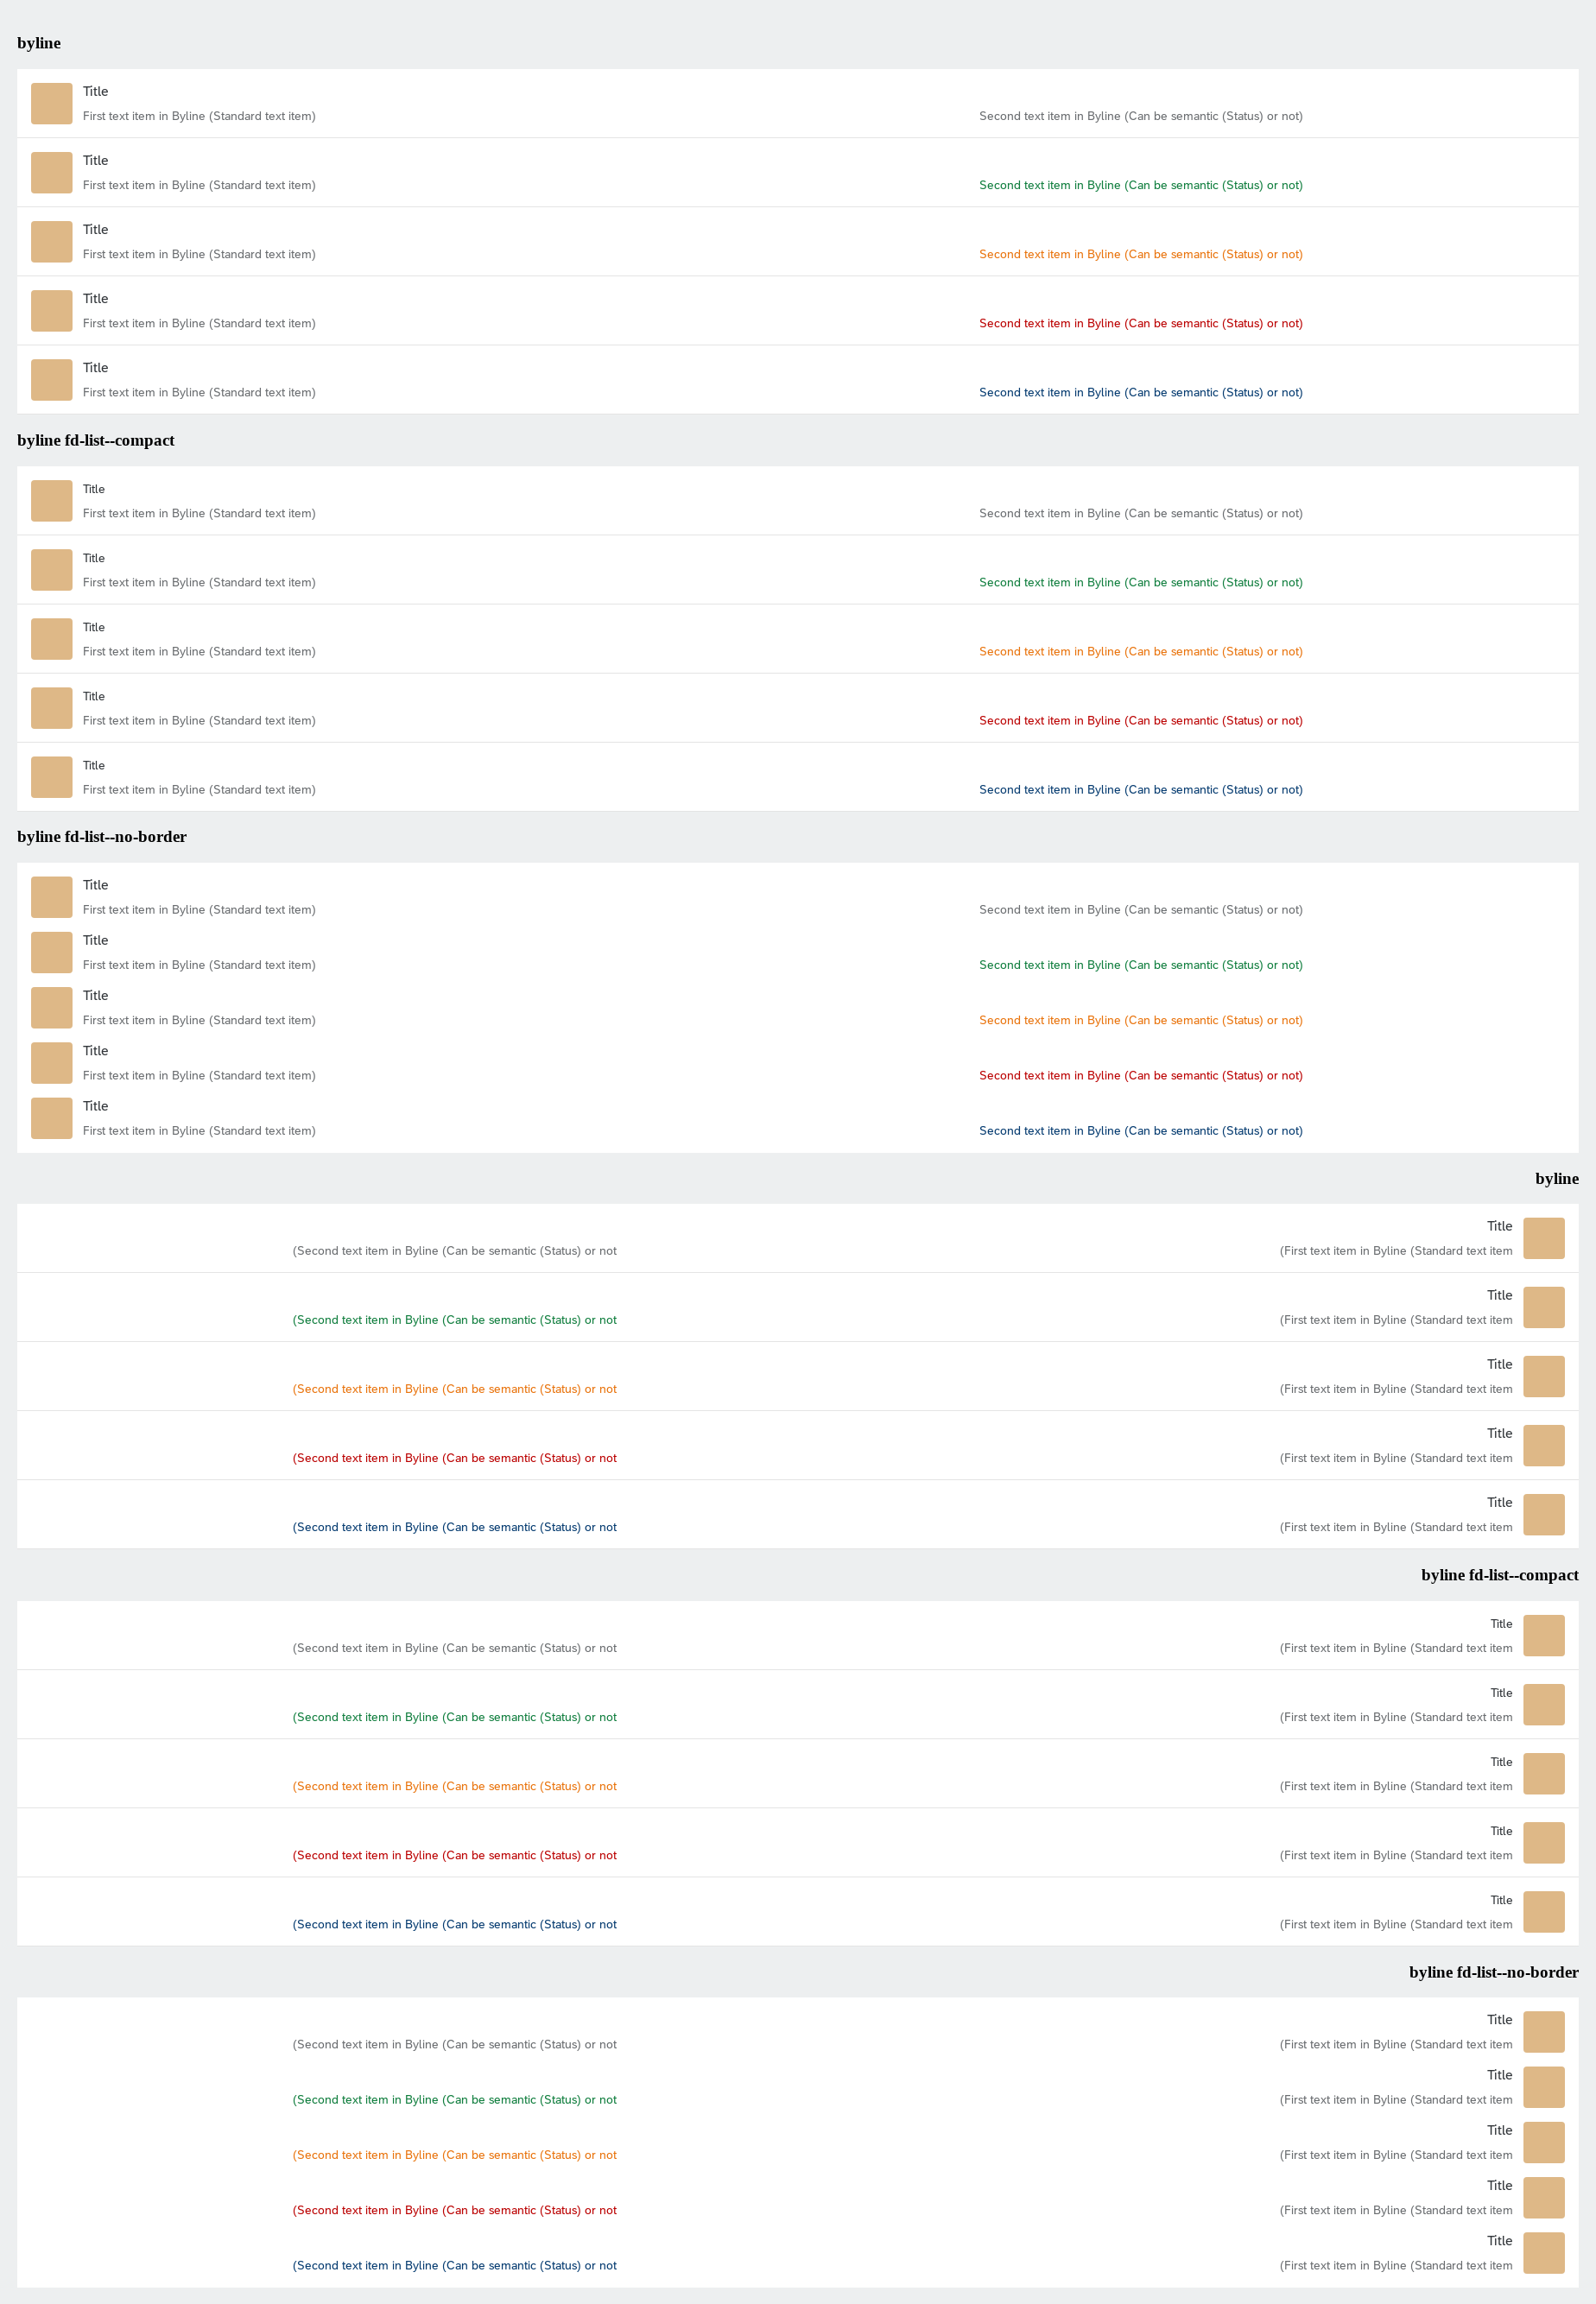 byline
Title
First text item in Byline (Standard text item) Second text item in Byline (Can be semantic (Status) or not)
Title
First text item in Byline (Standard text item) Second text item in Byline (Can be semantic (Status) or not)
Title
First text item in Byline (Standard text item) Second text item in Byline (Can be semantic (Status) or not)
Title
First text item in Byline (Standard text item) Second text item in Byline (Can be semantic (Status) or not)
Title
First text item in Byline (Standard text item) Second text item in Byline (Can be semantic (Status) or not)
byline fd-list--compact
Title
First text item in Byline (Standard text item) Second text item in Byline (Can be semantic (Status) or not)
Title
First text item in Byline (Standard text item) Second text item in Byline (Can be semantic (Status) or not)
Title
First text item in Byline (Standard text item) Second text item in Byline (Can be semantic (Status) or not)
Title
First text item in Byline (Standard text item) Second text item in Byline (Can be semantic (Status) or not)
Title
First text item in Byline (Standard text item) Second text item in Byline (Can be semantic (Status) or not)
byline fd-list--no-border
Title
First text item in Byline (Standard text item) Second text item in Byline (Can be semantic (Status) or not)
Title
First text item in Byline (Standard text item) Second text item in Byline (Can be semantic (Status) or not)
Title
First text item in Byline (Standard text item) Second text item in Byline (Can be semantic (Status) or not)
Title
First text item in Byline (Standard text item) Second text item in Byline (Can be semantic (Status) or not)
Title
First text item in Byline (Standard text item) Second text item in Byline (Can be semantic (Status) or not)
byline
Title
(Second text item in Byline (Can be semantic (Status) or not (First text item in Byline (Standard text item
Title
(Second text item in Byline (Can be semantic (Status) or not (First text item in Byline (Standard text item
Title
(Second text item in Byline (Can be semantic (Status) or not (First text item in Byline (Standard text item
Title
(Second text item in Byline (Can be semantic (Status) or not (First text item in Byline (Standard text item
Title
(Second text item in Byline (Can be semantic (Status) or not (First text item in Byline (Standard text item
byline fd-list--compact
Title
(Second text item in Byline (Can be semantic (Status) or not (First text item in Byline (Standard text item
Title
(Second text item in Byline (Can be semantic (Status) or not (First text item in Byline (Standard text item
Title
(Second text item in Byline (Can be semantic (Status) or not (First text item in Byline (Standard text item
Title
(Second text item in Byline (Can be semantic (Status) or not (First text item in Byline (Standard text item
Title
(Second text item in Byline (Can be semantic (Status) or not (First text item in Byline (Standard text item
byline fd-list--no-border
Title
(Second text item in Byline (Can be semantic (Status) or not (First text item in Byline (Standard text item
Title
(Second text item in Byline (Can be semantic (Status) or not (First text item in Byline (Standard text item
Title
(Second text item in Byline (Can be semantic (Status) or not (First text item in Byline (Standard text item
Title
(Second text item in Byline (Can be semantic (Status) or not (First text item in Byline (Standard text item
Title
(Second text item in Byline (Can be semantic (Status) or not (First text item in Byline (Standard text item